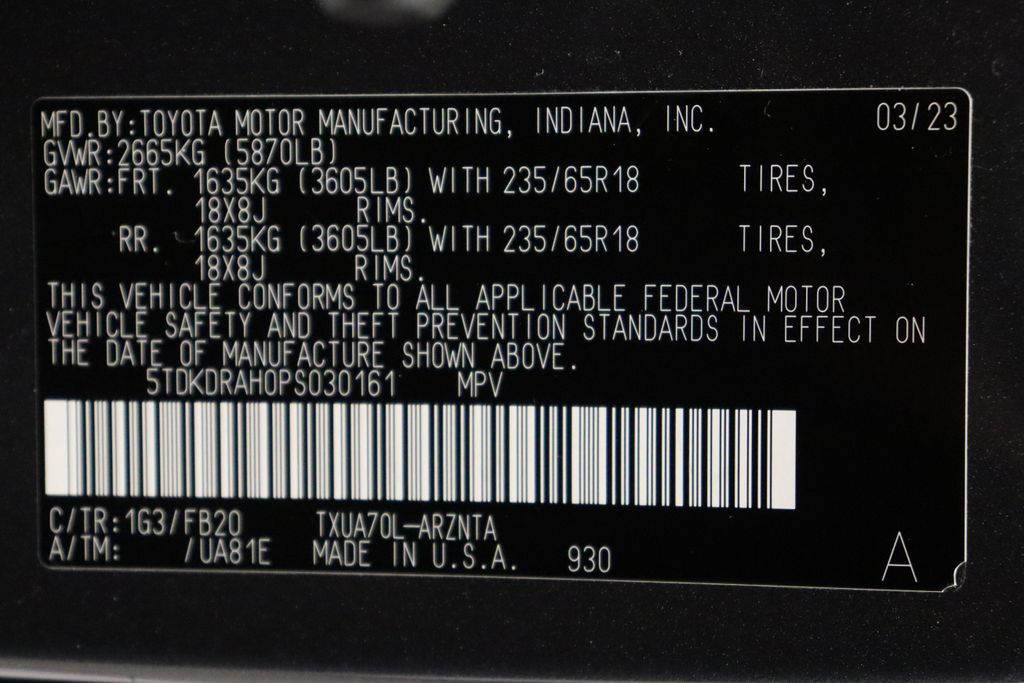 MFD.BY:TOYOTA MOTOR MANUFACTURING, INDIANA, INC. 03/23
GVWR:2665KG (5870LB)
GAWR:FRT. 1635KG (3605LB) WITH 235/65R18 TIRES,
18X8J RIMS.
RR. 1635KG (3605LB) WITH 235/65R18 TIRES,
18X8J RIMS.
THIS VEHICLE CONFORMS TO ALL APPLICABLE FEDERAL MOTOR
VEHICLE SAFETY AND THEFT PREVENTION STANDARDS IN EFFECT ON
THE DATE OF MANUFACTURE SHOWN ABOVE.
5TDKDRAH0PS030161 MPV
C/TR:1G3/FB20 TXUA70L-ARZNTA
A/TM: /UA81E MADE IN U.S.A. 930 A